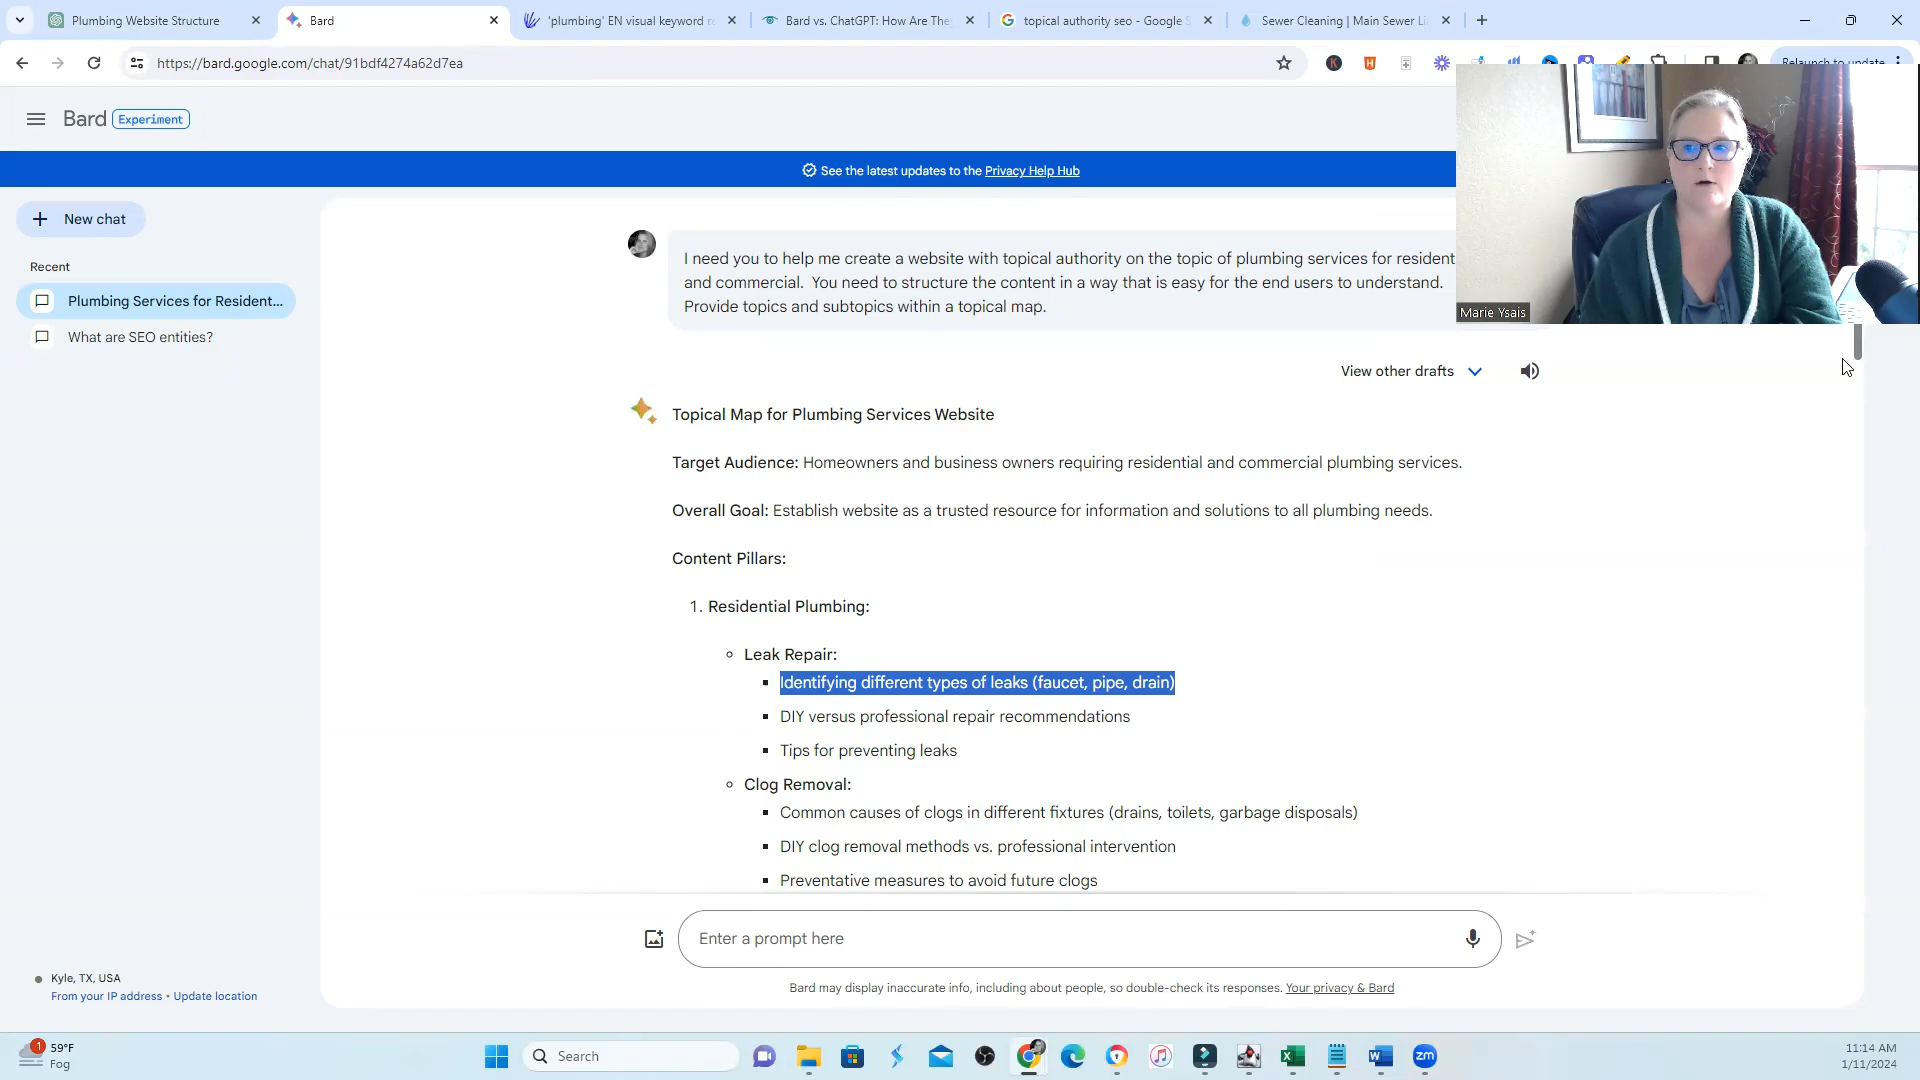 Plumbing Website Structure
Bard
'plumbing' EN visual keyword r
Bard vs. ChatGPT: How Are The
topical authority seo - Google S
Sewer Cleaning | Main Sewer Li
https://bard.google.com/chat/91bdf4274a62d7ea
Relaunch to update
Bard Experiment
See the latest updates to the Privacy Help Hub
New chat
Recent
Plumbing Services for Resident...
What are SEO entities?
I need you to help me create a website with topical authority on the topic of plumbing services for resident
and commercial. You need to structure the content in a way that is easy for the end users to understand.
Provide topics and subtopics within a topical map.
Marie Ysais
View other drafts
Topical Map for Plumbing Services Website
Target Audience: Homeowners and business owners requiring residential and commercial plumbing services.
Overall Goal: Establish website as a trusted resource for information and solutions to all plumbing needs.
Content Pillars:
1. Residential Plumbing:
Leak Repair:
Identifying different types of leaks (faucet, pipe, drain)
DIY versus professional repair recommendations
Tips for preventing leaks
Clog Removal:
Common causes of clogs in different fixtures (drains, toilets, garbage disposals)
DIY clog removal methods vs. professional intervention
Preventative measures to avoid future clogs
Enter a prompt here
Bard may display inaccurate info, including about people, so double-check its responses. Your privacy & Bard
Kyle, TX, USA
From your IP address • Update location
1
59°F
Fog
Search
zm
11:14 AM
1/11/2024